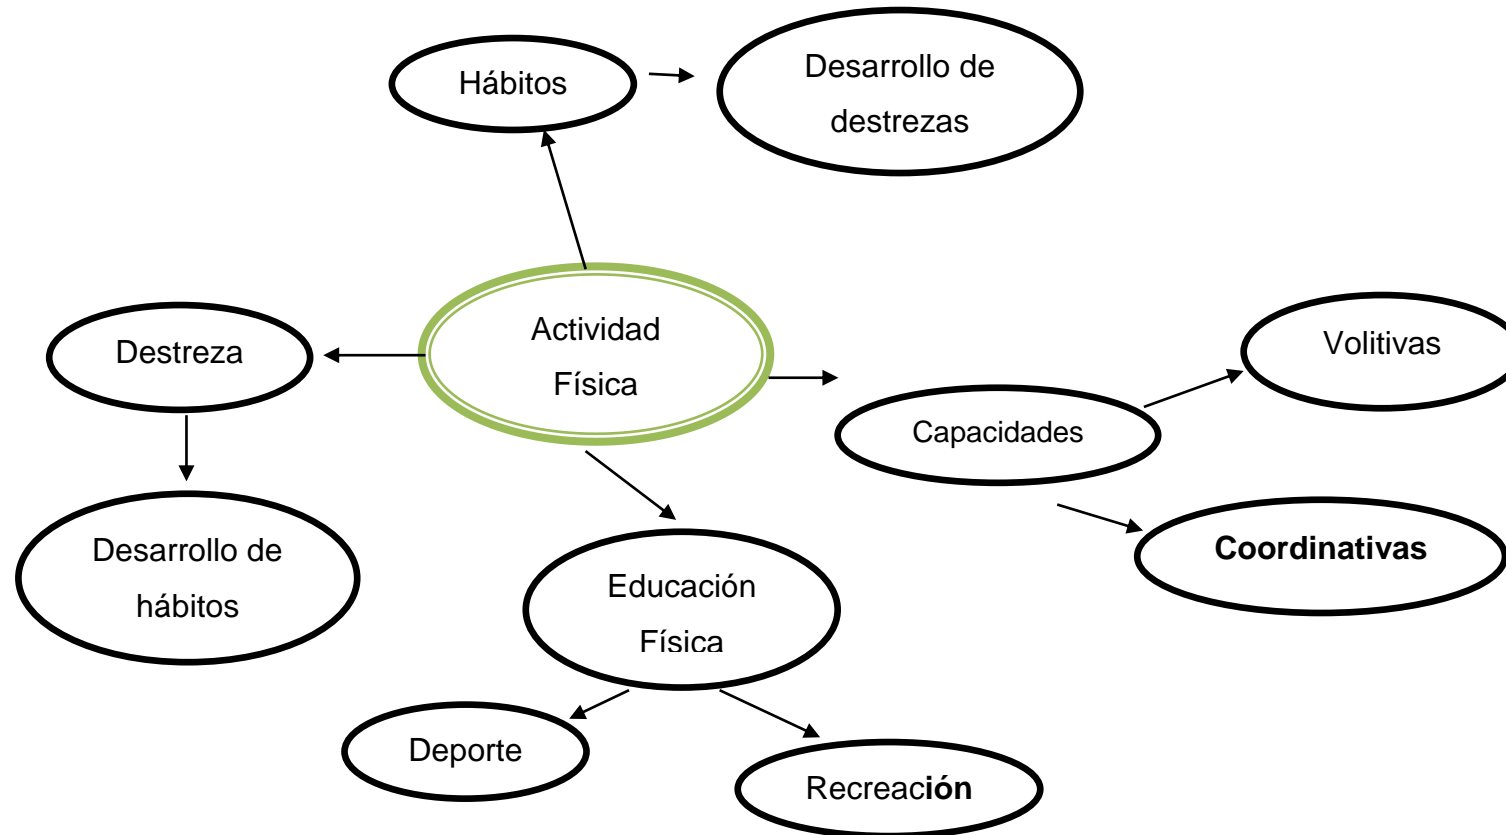 Hábitos
Desarrollo de
destrezas
Actividad
Física
Destreza
Volitivas
Capacidades
Desarrollo de
hábitos
Coordinativas
Educación
Física
Deporte
Recreación